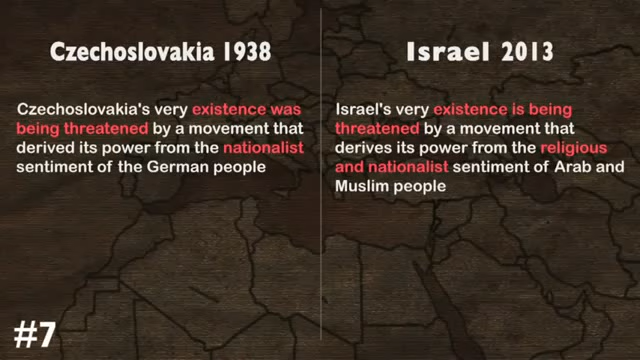 Czechoslovakia 1938
Czechoslovakia's very existence was
being threatened by a movement that
derived its power from the nationalist
sentiment of the German people
Israel 2013
Israel's very existence is being
threatened by a movement that
derives its power from the religious
and nationalist sentiment of Arab and
Muslim people
#7